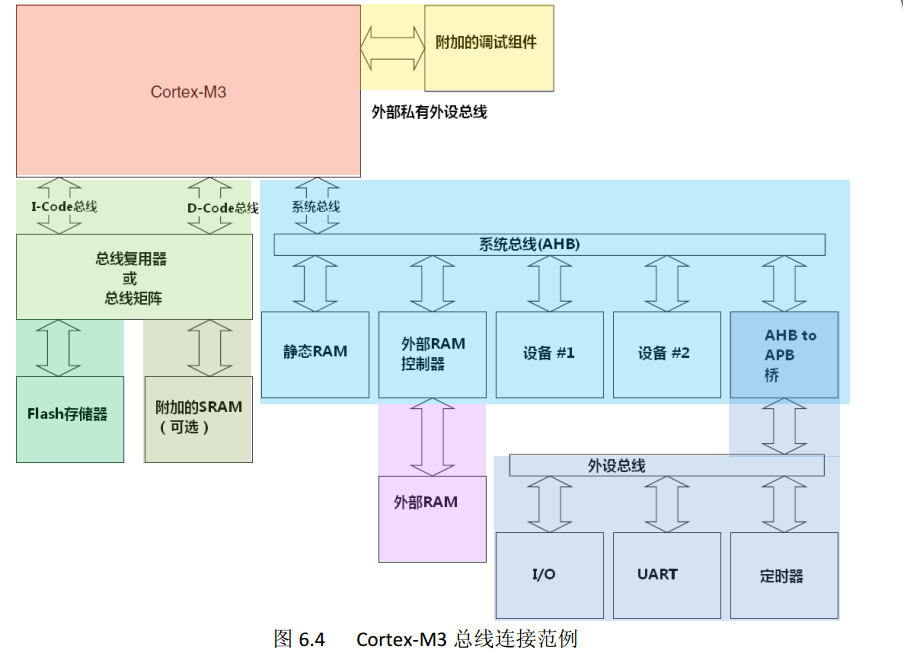 Cortex-M3
附加的调试组件
外部私有外设总线
I-Code总线
D-Code总线
系统总线
系统总线(AHB)
总线复用器
或
总线矩阵
静态RAM
外部RAM
控制器
设备 #1
设备 #2
AHB to
APB
桥
Flash存储器
附加的SRAM
（可选）
外设总线
外部RAM
I/O
UART
定时器
图 6.4 Cortex-M3 总线连接范例